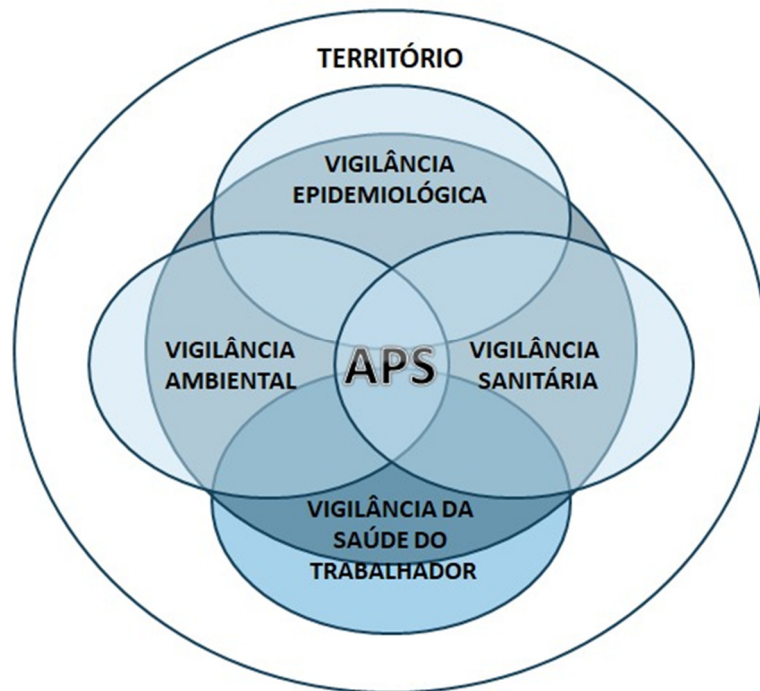 TERRITÓRIO
VIGILÂNCIA
EPIDEMIOLÓGICA
VIGILÂNCIA
AMBIENTAL
APS
VIGILÂNCIA
SANITÁRIA
VIGILÂNCIA DA
SAÚDE DO
TRABALHADOR